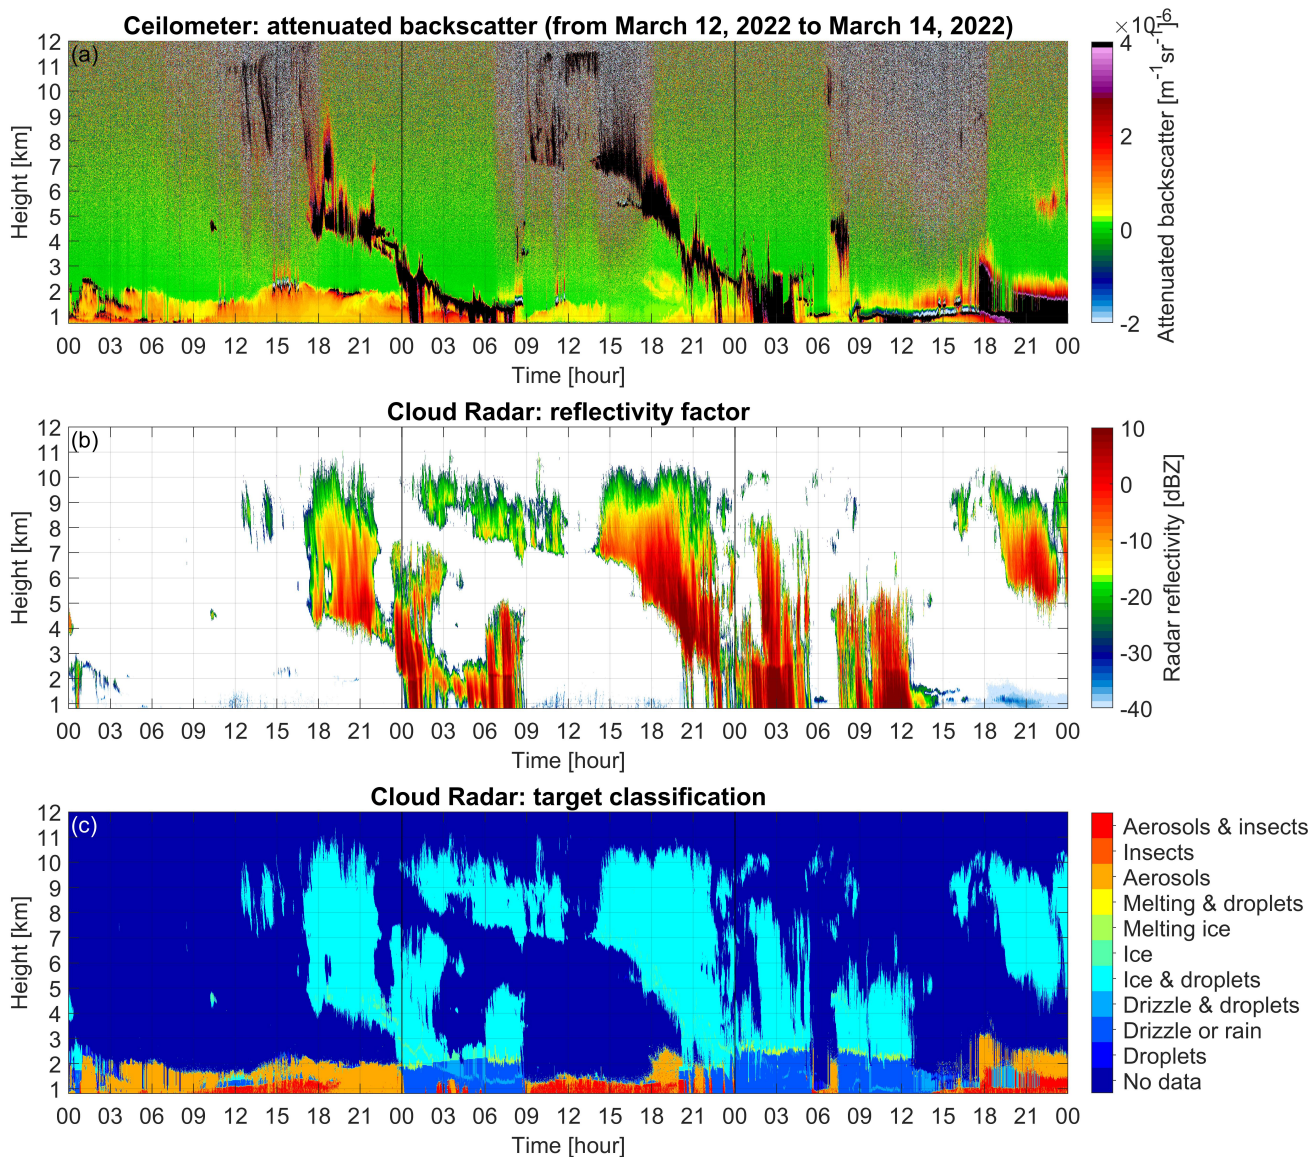 Ceilometer: attenuated backscatter (from March 12, 2022 to March 14, 2022)
(a)
12
11
10
9
8
7
6
5
4
3
2
1
Height [km]
00 03 06 09 12 15 18 21 00 03 06 09 12 15 18 21 00 03 06 09 12 15 18 21 00
Time [hour]
×10⁻⁶
4
2
0
-2
Attenuated backscatter [m⁻¹sr⁻¹]
Cloud Radar: reflectivity factor
(b)
12
11
10
9
8
7
6
5
4
3
2
1
Height [km]
00 03 06 09 12 15 18 21 00 03 06 09 12 15 18 21 00 03 06 09 12 15 18 21 00
Time [hour]
10
0
-10
-20
-30
-40
Radar reflectivity [dBZ]
Cloud Radar: target classification
(c)
12
11
10
9
8
7
6
5
4
3
2
1
Height [km]
00 03 06 09 12 15 18 21 00 03 06 09 12 15 18 21 00 03 06 09 12 15 18 21 00
Time [hour]
Aerosols & insects
Insects
Aerosols
Melting & droplets
Melting ice
Ice
Ice & droplets
Drizzle & droplets
Drizzle or rain
Droplets
No data